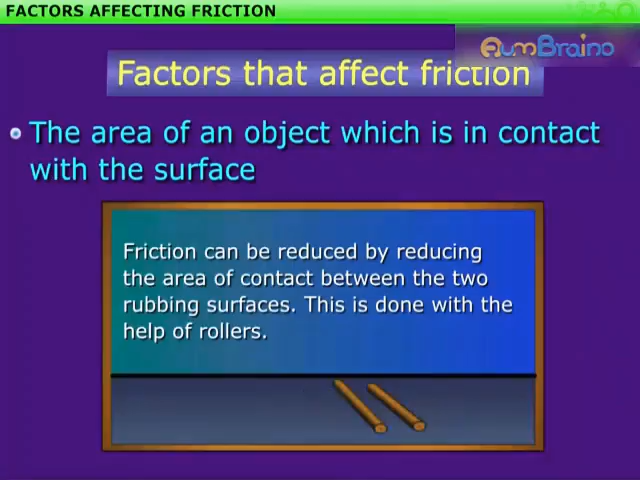 FACTORS AFFECTING FRICTION
AumBraino
Factors that affect friction
The area of an object which is in contact
with the surface
Friction can be reduced by reducing
the area of contact between the two
rubbing surfaces. This is done with the
help of rollers.